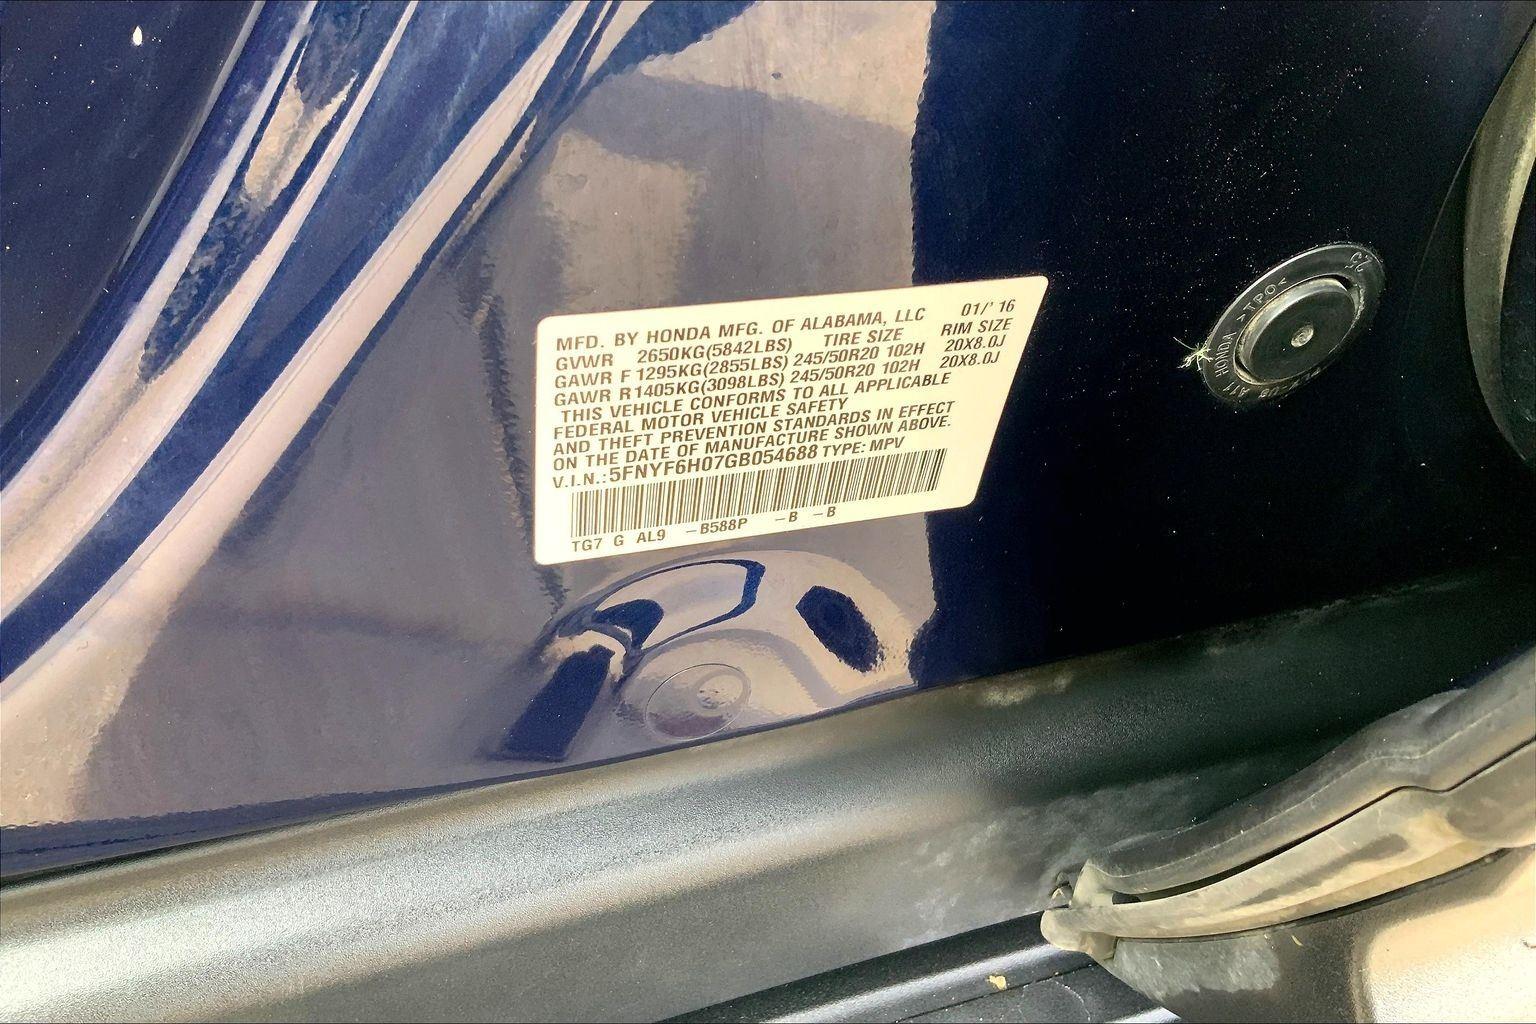 MFD. BY HONDA MFG. OF ALABAMA, LLC 01/' 16
GVWR 2650KG(5842LBS) TIRE SIZE RIM SIZE
GAWR F 1295KG(2855LBS) 245/50R20 102H 20X8.0J
GAWR R 1405KG(3098LBS) 245/50R20 102H 20X8.0J
THIS VEHICLE CONFORMS TO ALL APPLICABLE
FEDERAL MOTOR VEHICLE SAFETY
AND THEFT PREVENTION STANDARDS IN EFFECT
ON THE DATE OF MANUFACTURE SHOWN ABOVE.
V.I.N.: 5FNYF6H07GB054688 TYPE: MPV
TG7 G AL9 -B588P -B -B
HONDA >TPO<